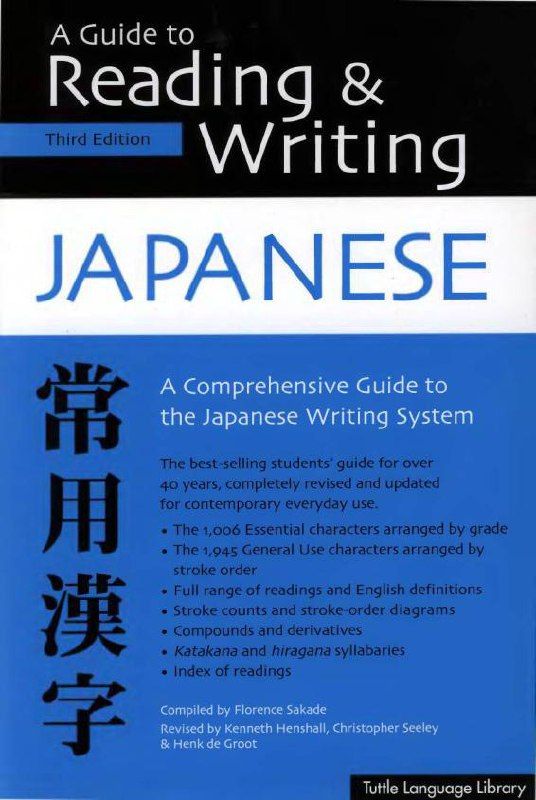 A Guide to
Reading &
Third Edition
Writing
JAPANESE
常用漢字
A Comprehensive Guide to
the Japanese Writing System
The best-selling students' guide for over
40 years, completely revised and updated
for contemporary everyday use.
• The 1,006 Essential characters arranged by grade
• The 1,945 General Use characters arranged by
stroke order
• Full range of readings and English definitions
• Stroke counts and stroke-order diagrams
• Compounds and derivatives
• Katakana and hiragana syllabaries
• Index of readings
Compiled by Florence Sakade
Revised by Kenneth Henshall, Christopher Seeley
& Henk de Groot
Tuttle Language Library